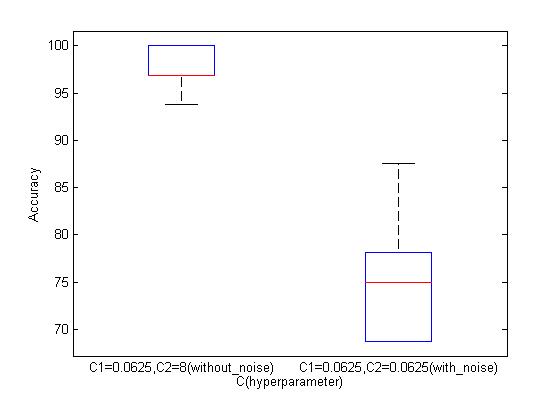 100
95
90
85
80
75
70
Accuracy
C1=0.0625,C2=8(without_noise) C1=0.0625,C2=0.0625(with_noise)
C(hyperparameter)